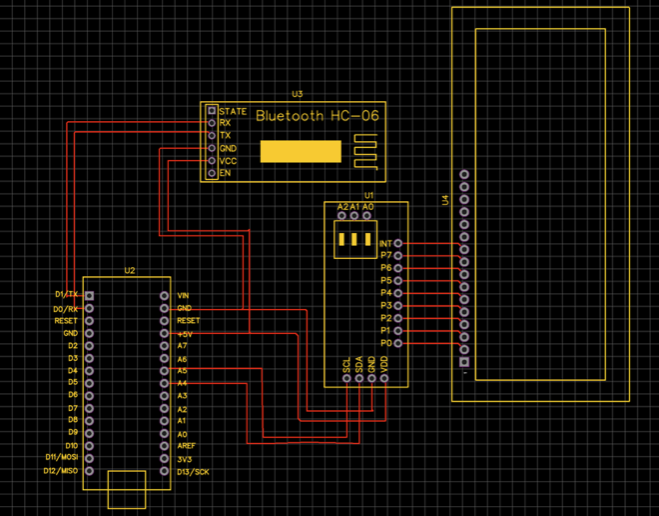 U3
STATE
RX
TX
GND
VCC
EN
Bluetooth HC-06
U4
U1
A2 A1 A0
INT
P7
P6
P5
P4
P3
P2
P1
P0
SCL
SDA
GND
VDD
U2
D1/TX
D0/RX
RESET
GND
D2
D3
D4
D5
D6
D7
D8
D9
D10
D11/MOSI
D12/MISO
VIN
GND
RESET
+5V
A7
A6
A5
A4
A3
A2
A1
A0
AREF
3V3
D13/SCK